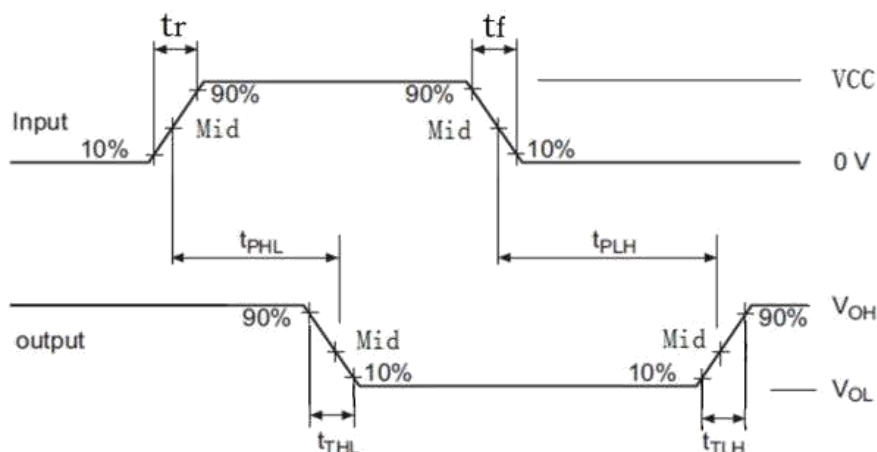 tr tf
90% 90% VCC
Input Mid Mid
10% 10% 0 V
tPHL tPLH
90% 90% VOH
output Mid Mid
10% 10% VOL
tTHL tTLH